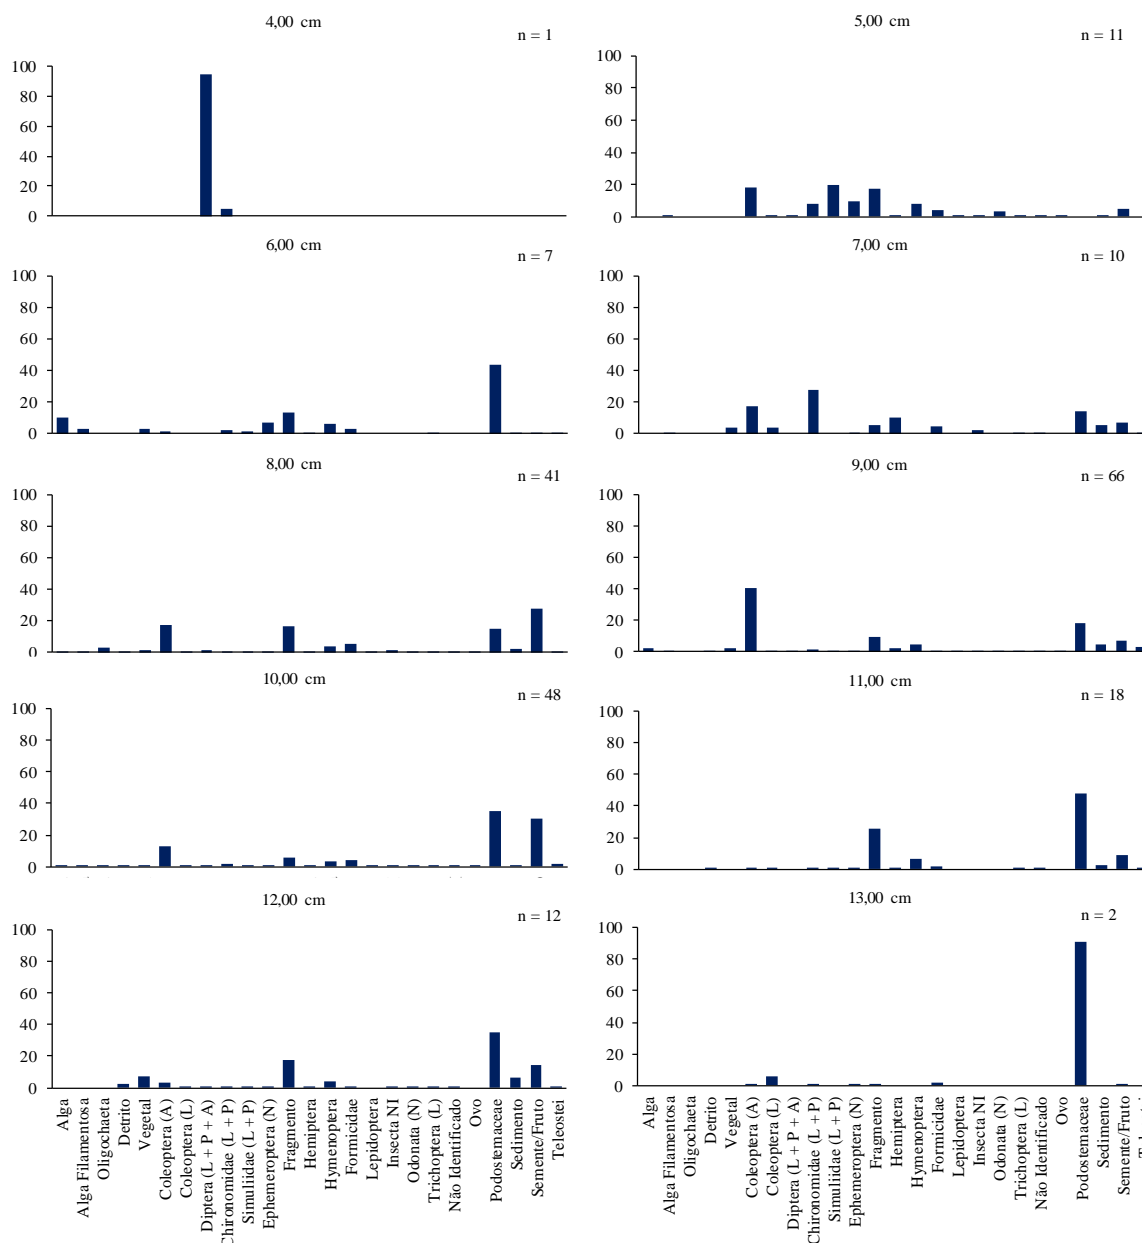 4,00 cm
n = 1
100
80
60
40
20
0
5,00 cm
n = 11
100
80
60
40
20
0
6,00 cm
n = 7
100
80
60
40
20
0
7,00 cm
n = 10
100
80
60
40
20
0
8,00 cm
n = 41
100
80
60
40
20
0
9,00 cm
n = 66
100
80
60
40
20
0
10,00 cm
n = 48
100
80
60
40
20
0
11,00 cm
n = 18
100
80
60
40
20
0
12,00 cm
n = 12
100
80
60
40
20
0
Alga
Alga Filamentosa
Oligochaeta
Detrito
Vegetal
Coleoptera (A)
Coleoptera (L)
Diptera (L + P + A)
Chironomidae (L + P)
Simuliidae (L + P)
Ephemeroptera (N)
Fragmento
Hemiptera
Hymenoptera
Formicidae
Lepidoptera
Insecta NI
Odonata (N)
Trichoptera (L)
Não Identificado
Ovo
Podostemaceae
Sedimento
Semente/Fruto
Teleostei
13,00 cm
n = 2
100
80
60
40
20
0
Alga
Alga Filamentosa
Oligochaeta
Detrito
Vegetal
Coleoptera (A)
Coleoptera (L)
Diptera (L + P + A)
Chironomidae (L + P)
Simuliidae (L + P)
Ephemeroptera (N)
Fragmento
Hemiptera
Hymenoptera
Formicidae
Lepidoptera
Insecta NI
Odonata (N)
Trichoptera (L)
Não Identificado
Ovo
Podostemaceae
Sedimento
Semente/Fruto